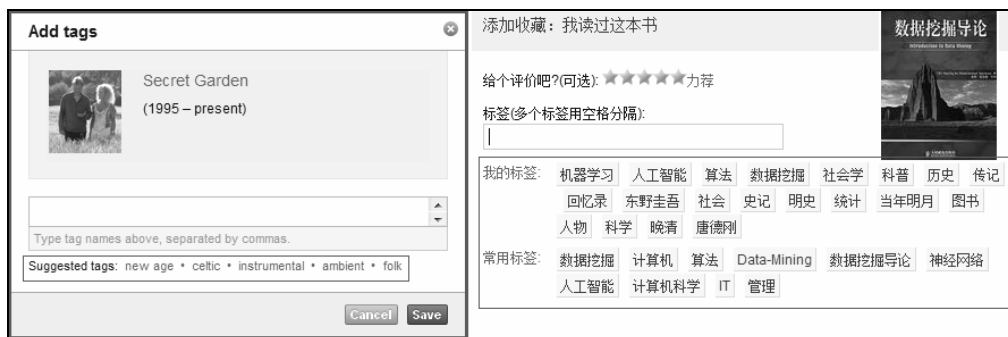 Add tags
Secret Garden
(1995 – present)
Type tag names above, separated by commas.
Suggested tags: new age • celtic • instrumental • ambient • folk
Cancel Save
添加收藏：我读过这本书
给个评价吧?(可选): 力荐
标签(多个标签用空格分隔):
数据挖掘导论
Introduction to Data Mining
我的标签: 机器学习 人工智能 算法 数据挖掘 社会学 科普 历史 传记
回忆录 东野圭吾 社会 史记 明史 统计 当年明月 图书
人物 科学 晚清 唐德刚
常用标签: 数据挖掘 计算机 算法 Data-Mining 数据挖掘导论 神经网络
人工智能 计算机科学 IT 管理